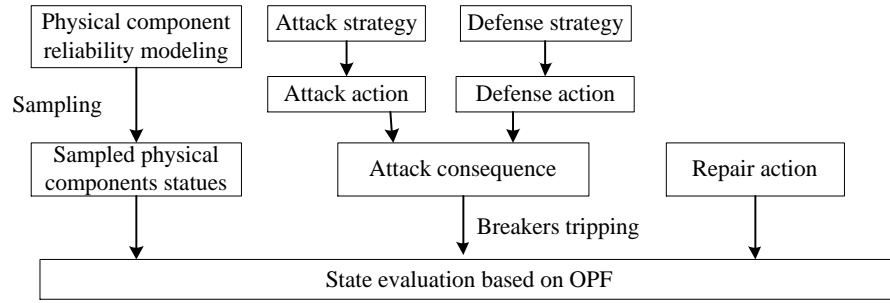 Physical component
reliability modeling
Attack strategy
Defense strategy
Sampling
Attack action
Defense action
Sampled physical
components statues
Attack consequence
Repair action
Breakers tripping
State evaluation based on OPF